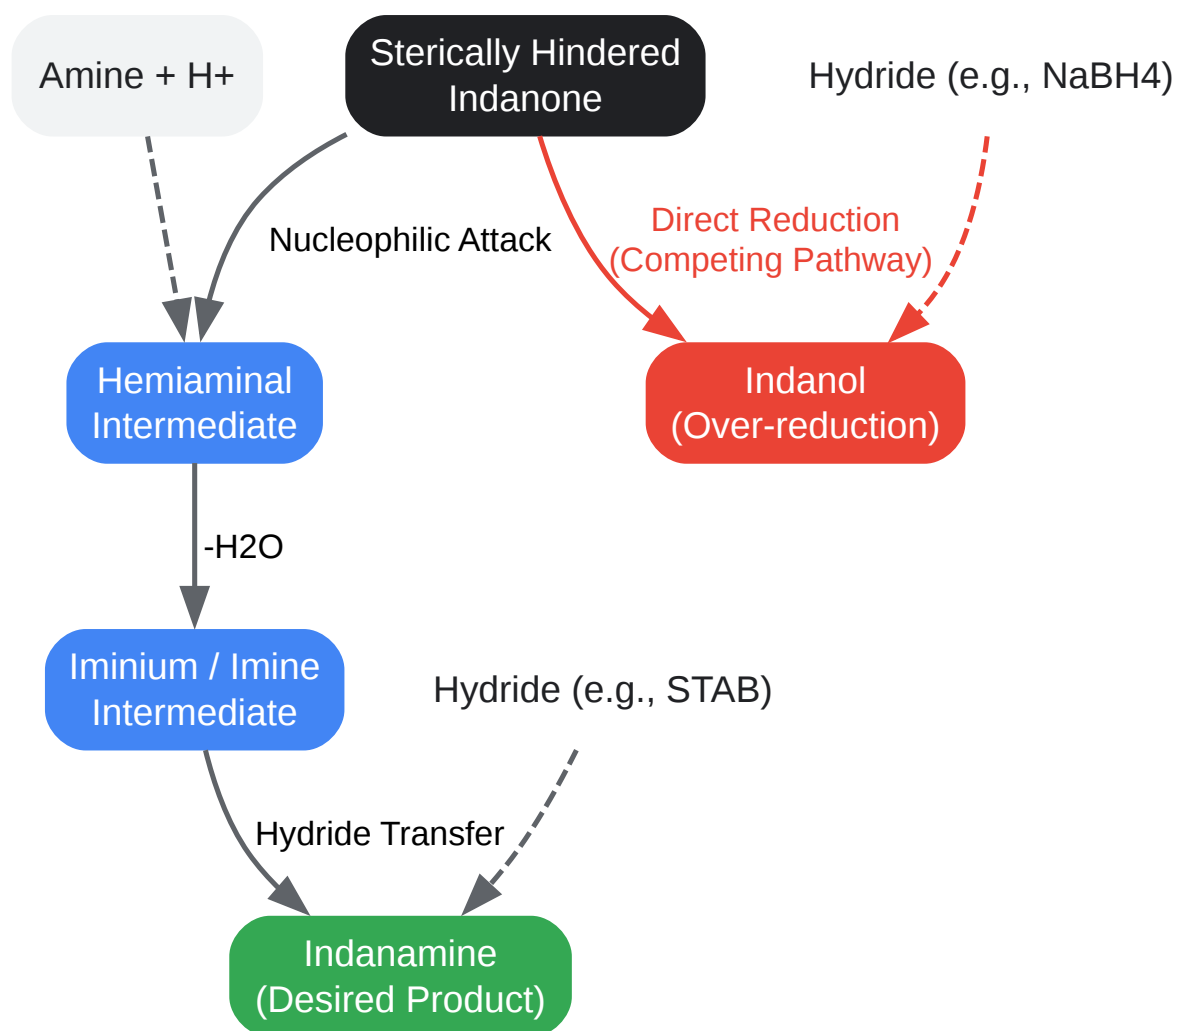 Amine + H+
Sterically Hindered
Indanone
Hydride (e.g., NaBH4)
Nucleophilic Attack
Direct Reduction
(Competing Pathway)
Hemiaminal
Intermediate
Indanol
(Over-reduction)
-H2O
Iminium / Imine
Intermediate
Hydride (e.g., STAB)
Hydride Transfer
Indanamine
(Desired Product)